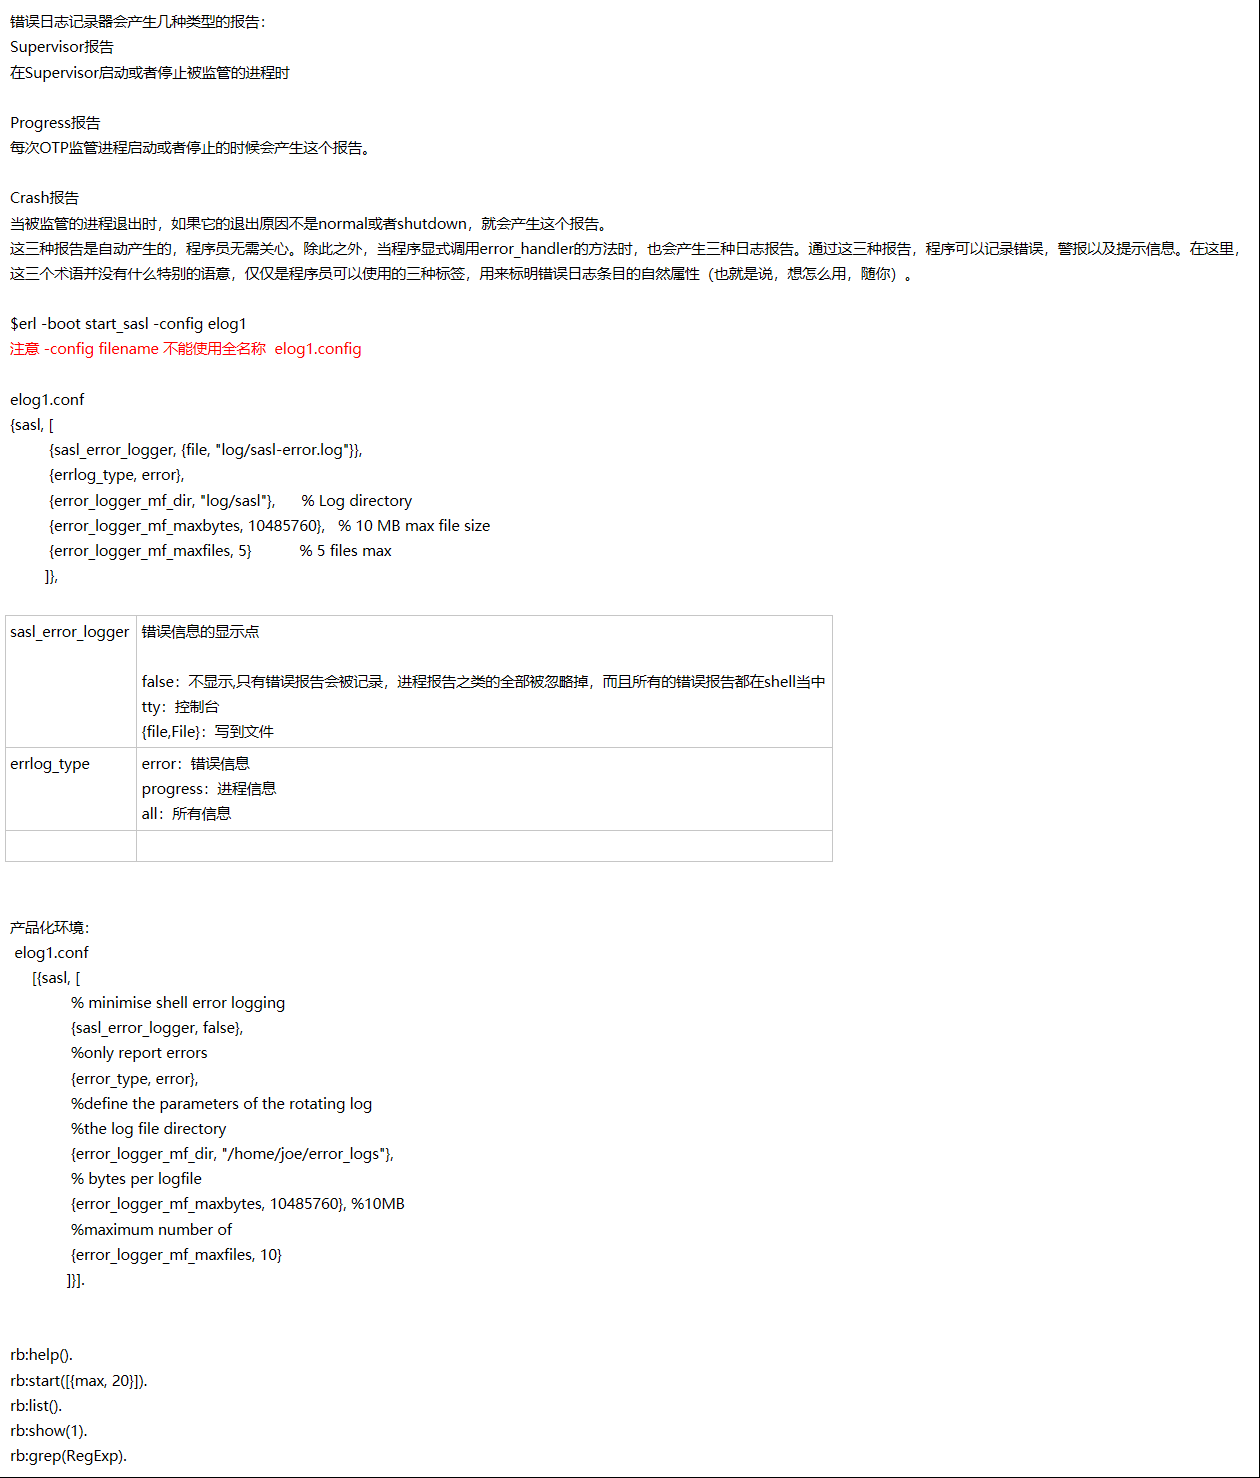 错误日志记录器会产生几种类型的报告：
Supervisor报告
在Supervisor启动或者停止被监管的进程时
Progress报告
每次OTP监管进程启动或者停止的时候会产生这个报告。
Crash报告
当被监管的进程退出时，如果它的退出原因不是normal或者shutdown，就会产生这个报告。
这三种报告是自动产生的，程序员无需关心。除此之外，当程序显式调用error_handler的方法时，也会产生三种日志报告。通过这三种报告，程序可以记录错误，警报以及提示信息。在这里，
这三个术语并没有什么特别的语意，仅仅是程序员可以使用的三种标签，用来标明错误日志条目的自然属性（也就是说，想怎么用，随你）。
$erl -boot start_sasl -config elog1
注意 -config filename 不能使用全名称  elog1.config
elog1.conf
{sasl, [
{sasl_error_logger, {file, "log/sasl-error.log"}},
{errlog_type, error},
{error_logger_mf_dir, "log/sasl"},      % Log directory
{error_logger_mf_maxbytes, 10485760},   % 10 MB max file size
{error_logger_mf_maxfiles, 5}           % 5 files max
]},
sasl_error_logger 错误信息的显示点
false：不显示,只有错误报告会被记录，进程报告之类的全部被忽略掉，而且所有的错误报告都在shell当中
tty：控制台
{file,File}：写到文件
errlog_type error：错误信息
progress：进程信息
all：所有信息
产品化环境：
elog1.conf
[{sasl, [
% minimise shell error logging
{sasl_error_logger, false},
%only report errors
{error_type, error},
%define the parameters of the rotating log
%the log file directory
{error_logger_mf_dir, "/home/joe/error_logs"},
% bytes per logfile
{error_logger_mf_maxbytes, 10485760}, %10MB
%maximum number of
{error_logger_mf_maxfiles, 10}
]}].
rb:help().
rb:start([{max, 20}]).
rb:list().
rb:show(1).
rb:grep(RegExp).